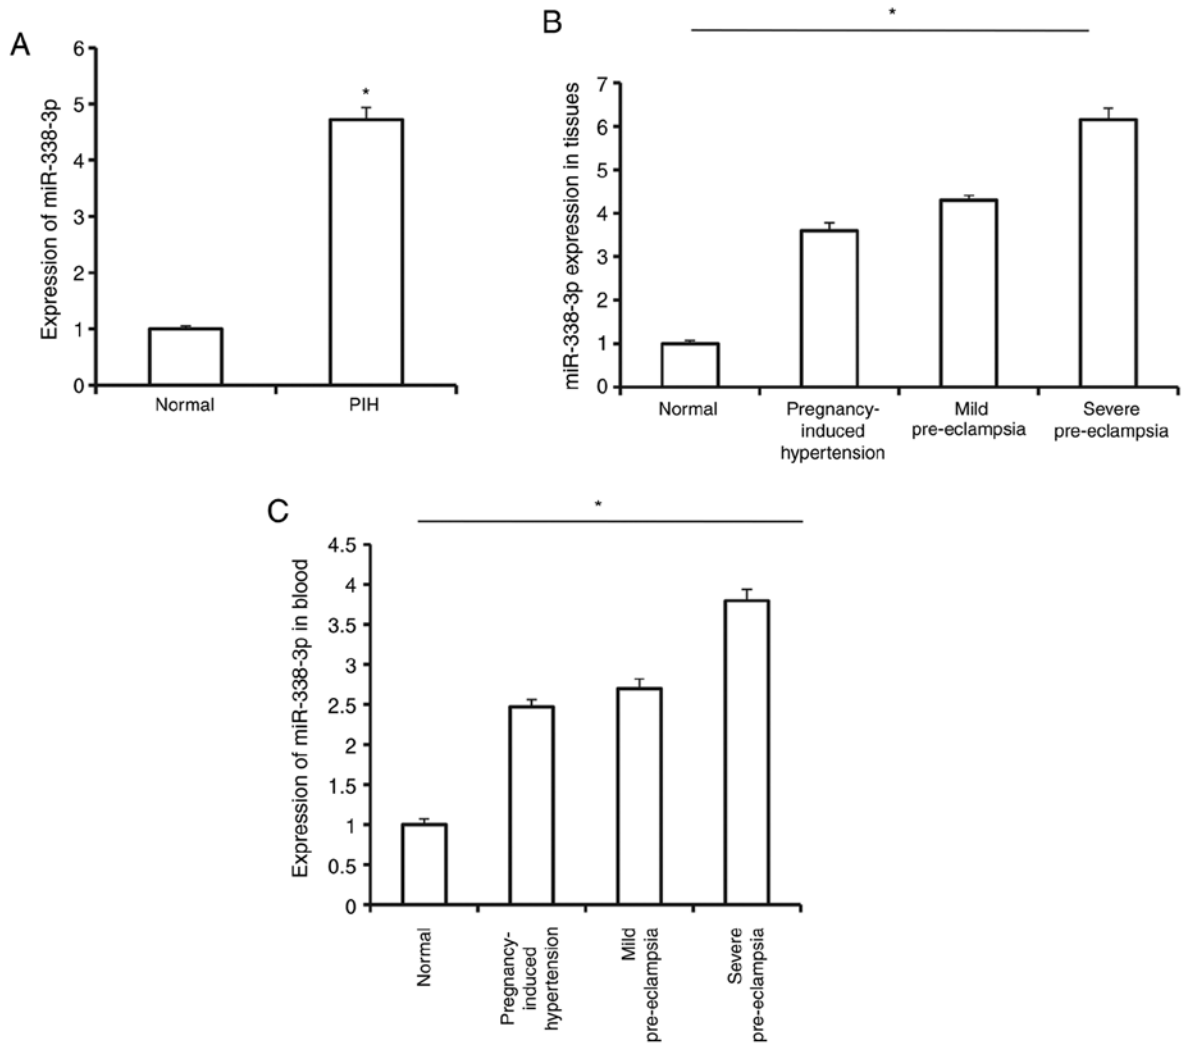 A
Expression of miR-338-3p
6
5
4
3
2
1
0
*
Normal
PIH
B
*
miR-338-3p expression in tissues
7
6
5
4
3
2
1
0
Normal
Pregnancy-
induced
hypertension
Mild
pre-eclampsia
Severe
pre-eclampsia
C
*
Expression of miR-338-3p in blood
4.5
4
3.5
3
2.5
2
1.5
1
0.5
0
Normal
Pregnancy-
induced
hypertension
Mild
pre-eclampsia
Severe
pre-eclampsia